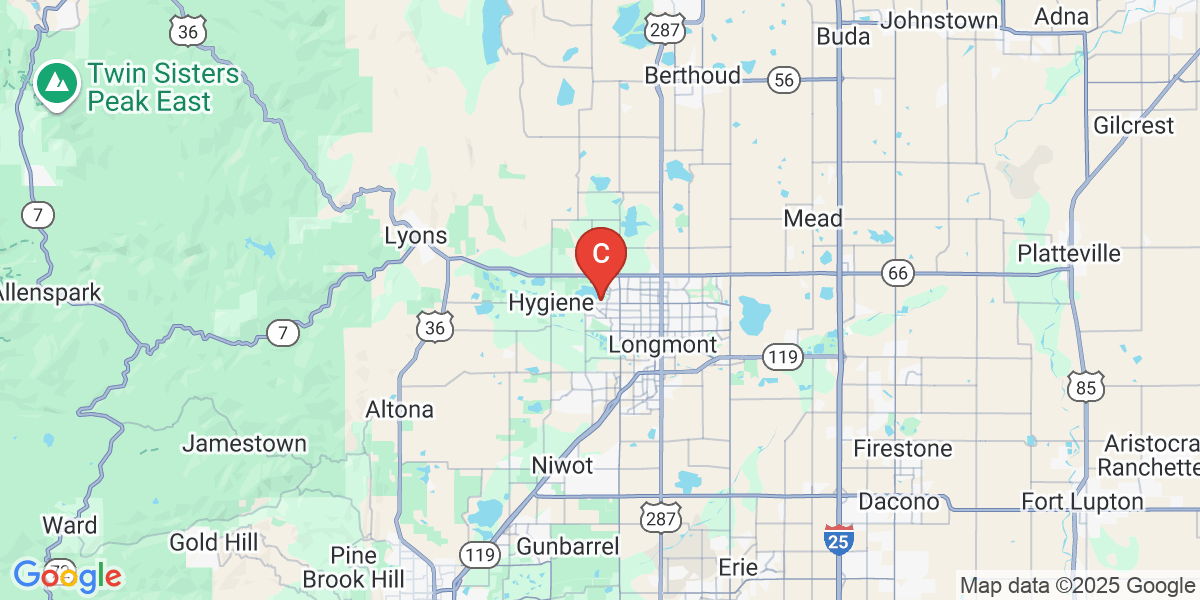 Johnstown
Adna
36
287
Buda
Twin Sisters
Peak East
Berthoud
56
Gilcrest
7
Mead
Lyons
C
Platteville
66
Allenspark
Hygiene
7
36
Longmont
119
85
Altona
Jamestown
Firestone
Aristocra
Ranchette
Niwot
Dacono
Fort Lupton
Ward
287
Gold Hill
25
Gunbarrel
119
Pine
Brook Hill
Erie
Google
Map data ©2025 Google